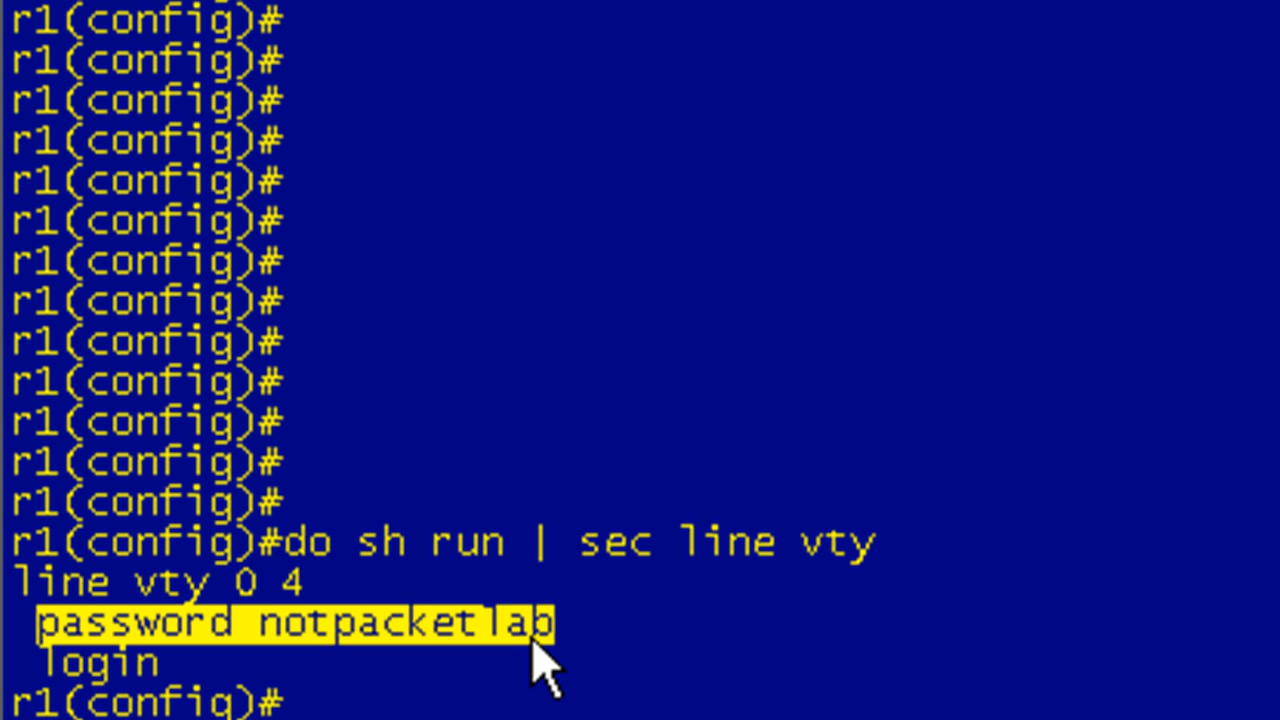 r1(config)#
r1(config)#
r1(config)#
r1(config)#
r1(config)#
r1(config)#
r1(config)#
r1(config)#
r1(config)#
r1(config)#
r1(config)#
r1(config)#
r1(config)#
r1(config)#do sh run | sec line vty
line vty 0 4
 password notpacketlab
 login
r1(config)#